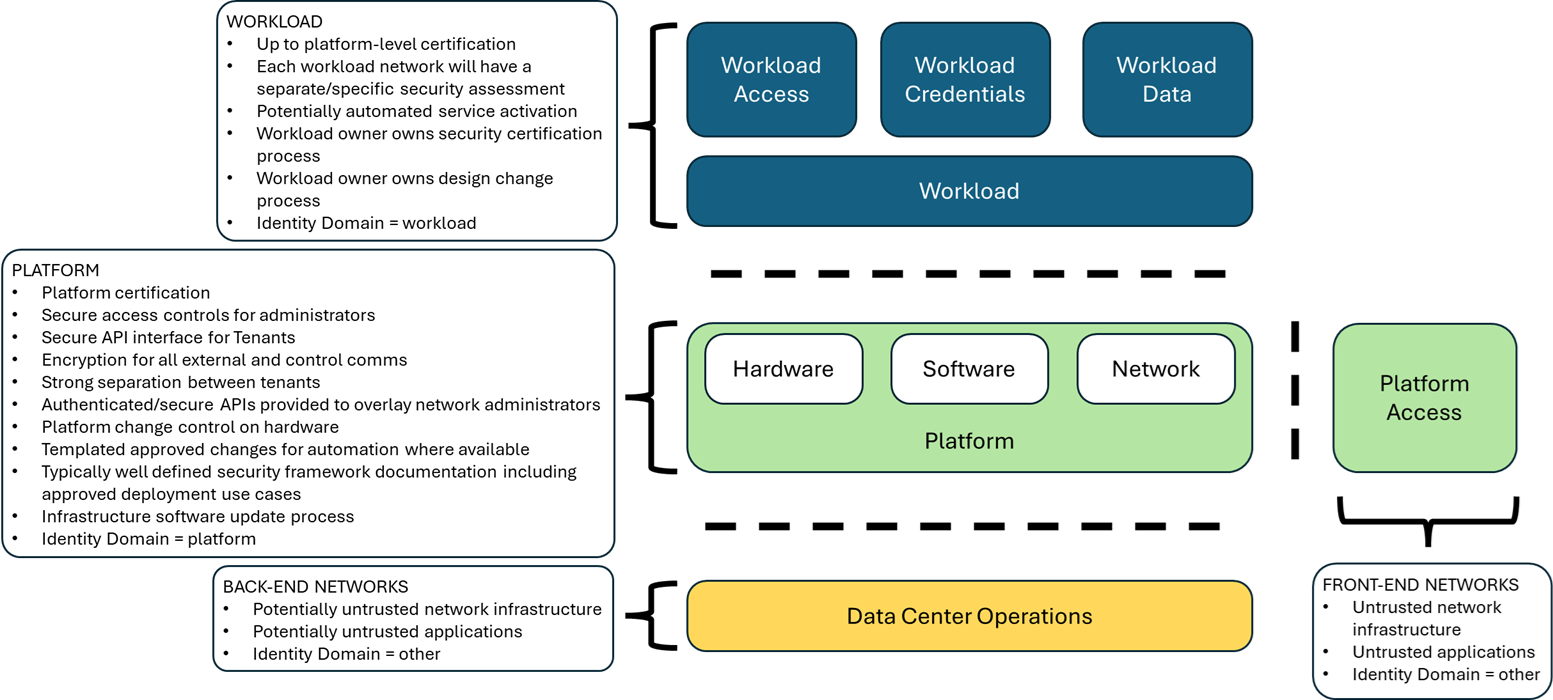 WORKLOAD
• Up to platform-level certification
• Each workload network will have a
separate/specific security assessment
• Potentially automated service activation
• Workload owner owns security certification
process
• Workload owner owns design change
process
• Identity Domain = workload
Workload
Access
Workload
Credentials
Workload
Data
Workload
PLATFORM
• Platform certification
• Secure access controls for administrators
• Secure API interface for Tenants
• Encryption for all external and control comms
• Strong separation between tenants
• Authenticated/secure APIs provided to overlay network administrators
• Platform change control on hardware
• Templated approved changes for automation where available
• Typically well defined security framework documentation including
approved deployment use cases
• Infrastructure software update process
• Identity Domain = platform
Hardware
Software
Network
Platform
Platform
Access
BACK-END NETWORKS
• Potentially untrusted network infrastructure
• Potentially untrusted applications
• Identity Domain = other
Data Center Operations
FRONT-END NETWORKS
• Untrusted network
infrastructure
• Untrusted applications
• Identity Domain = other